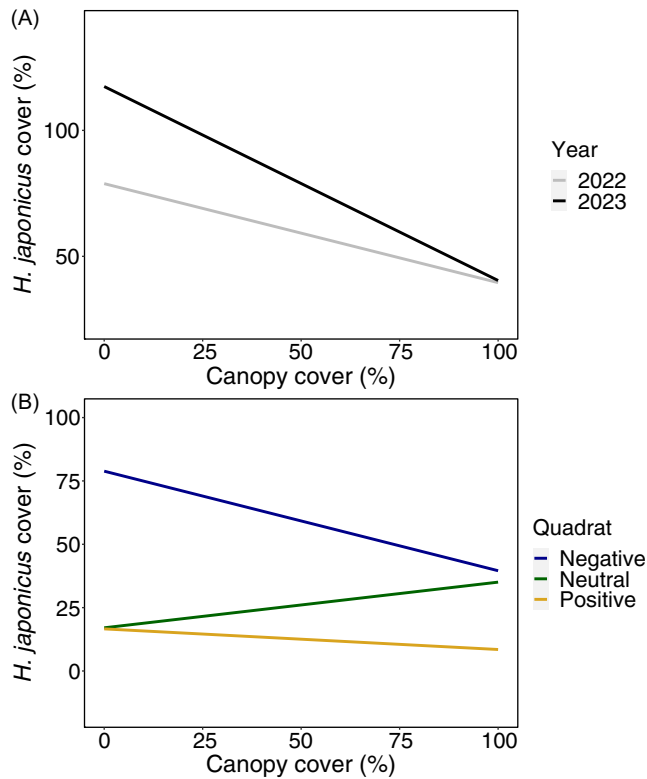 (A)
H. japonicus cover (%)
100
50
0 25 50 75 100
Canopy cover (%)
Year
2022
2023
(B)
H. japonicus cover (%)
100
75
50
25
0
0 25 50 75 100
Canopy cover (%)
Quadrat
Negative
Neutral
Positive